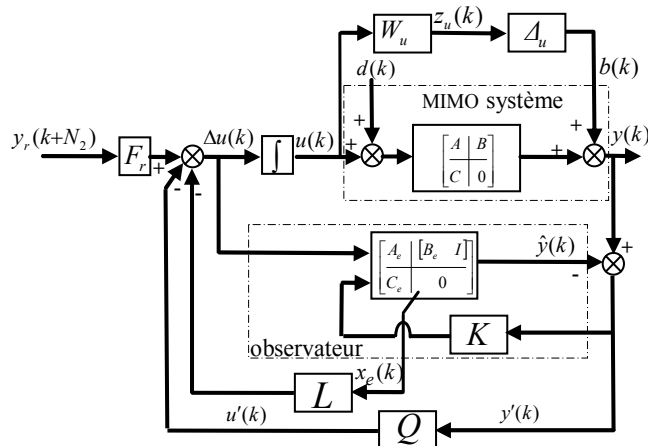 W_u
z_u(k)
Δ_u
d(k)
b(k)
MIMO système
y_r(k+N_2)
F_r
+
-
-
Δu(k)
∫
u(k)
+
+
[A | B
C | 0]
+
+
y(k)
[A_e | [B_e I]
C_e | 0]
ŷ(k)
+
-
K
observateur
L
x_e(k)
u'(k)
Q
y'(k)